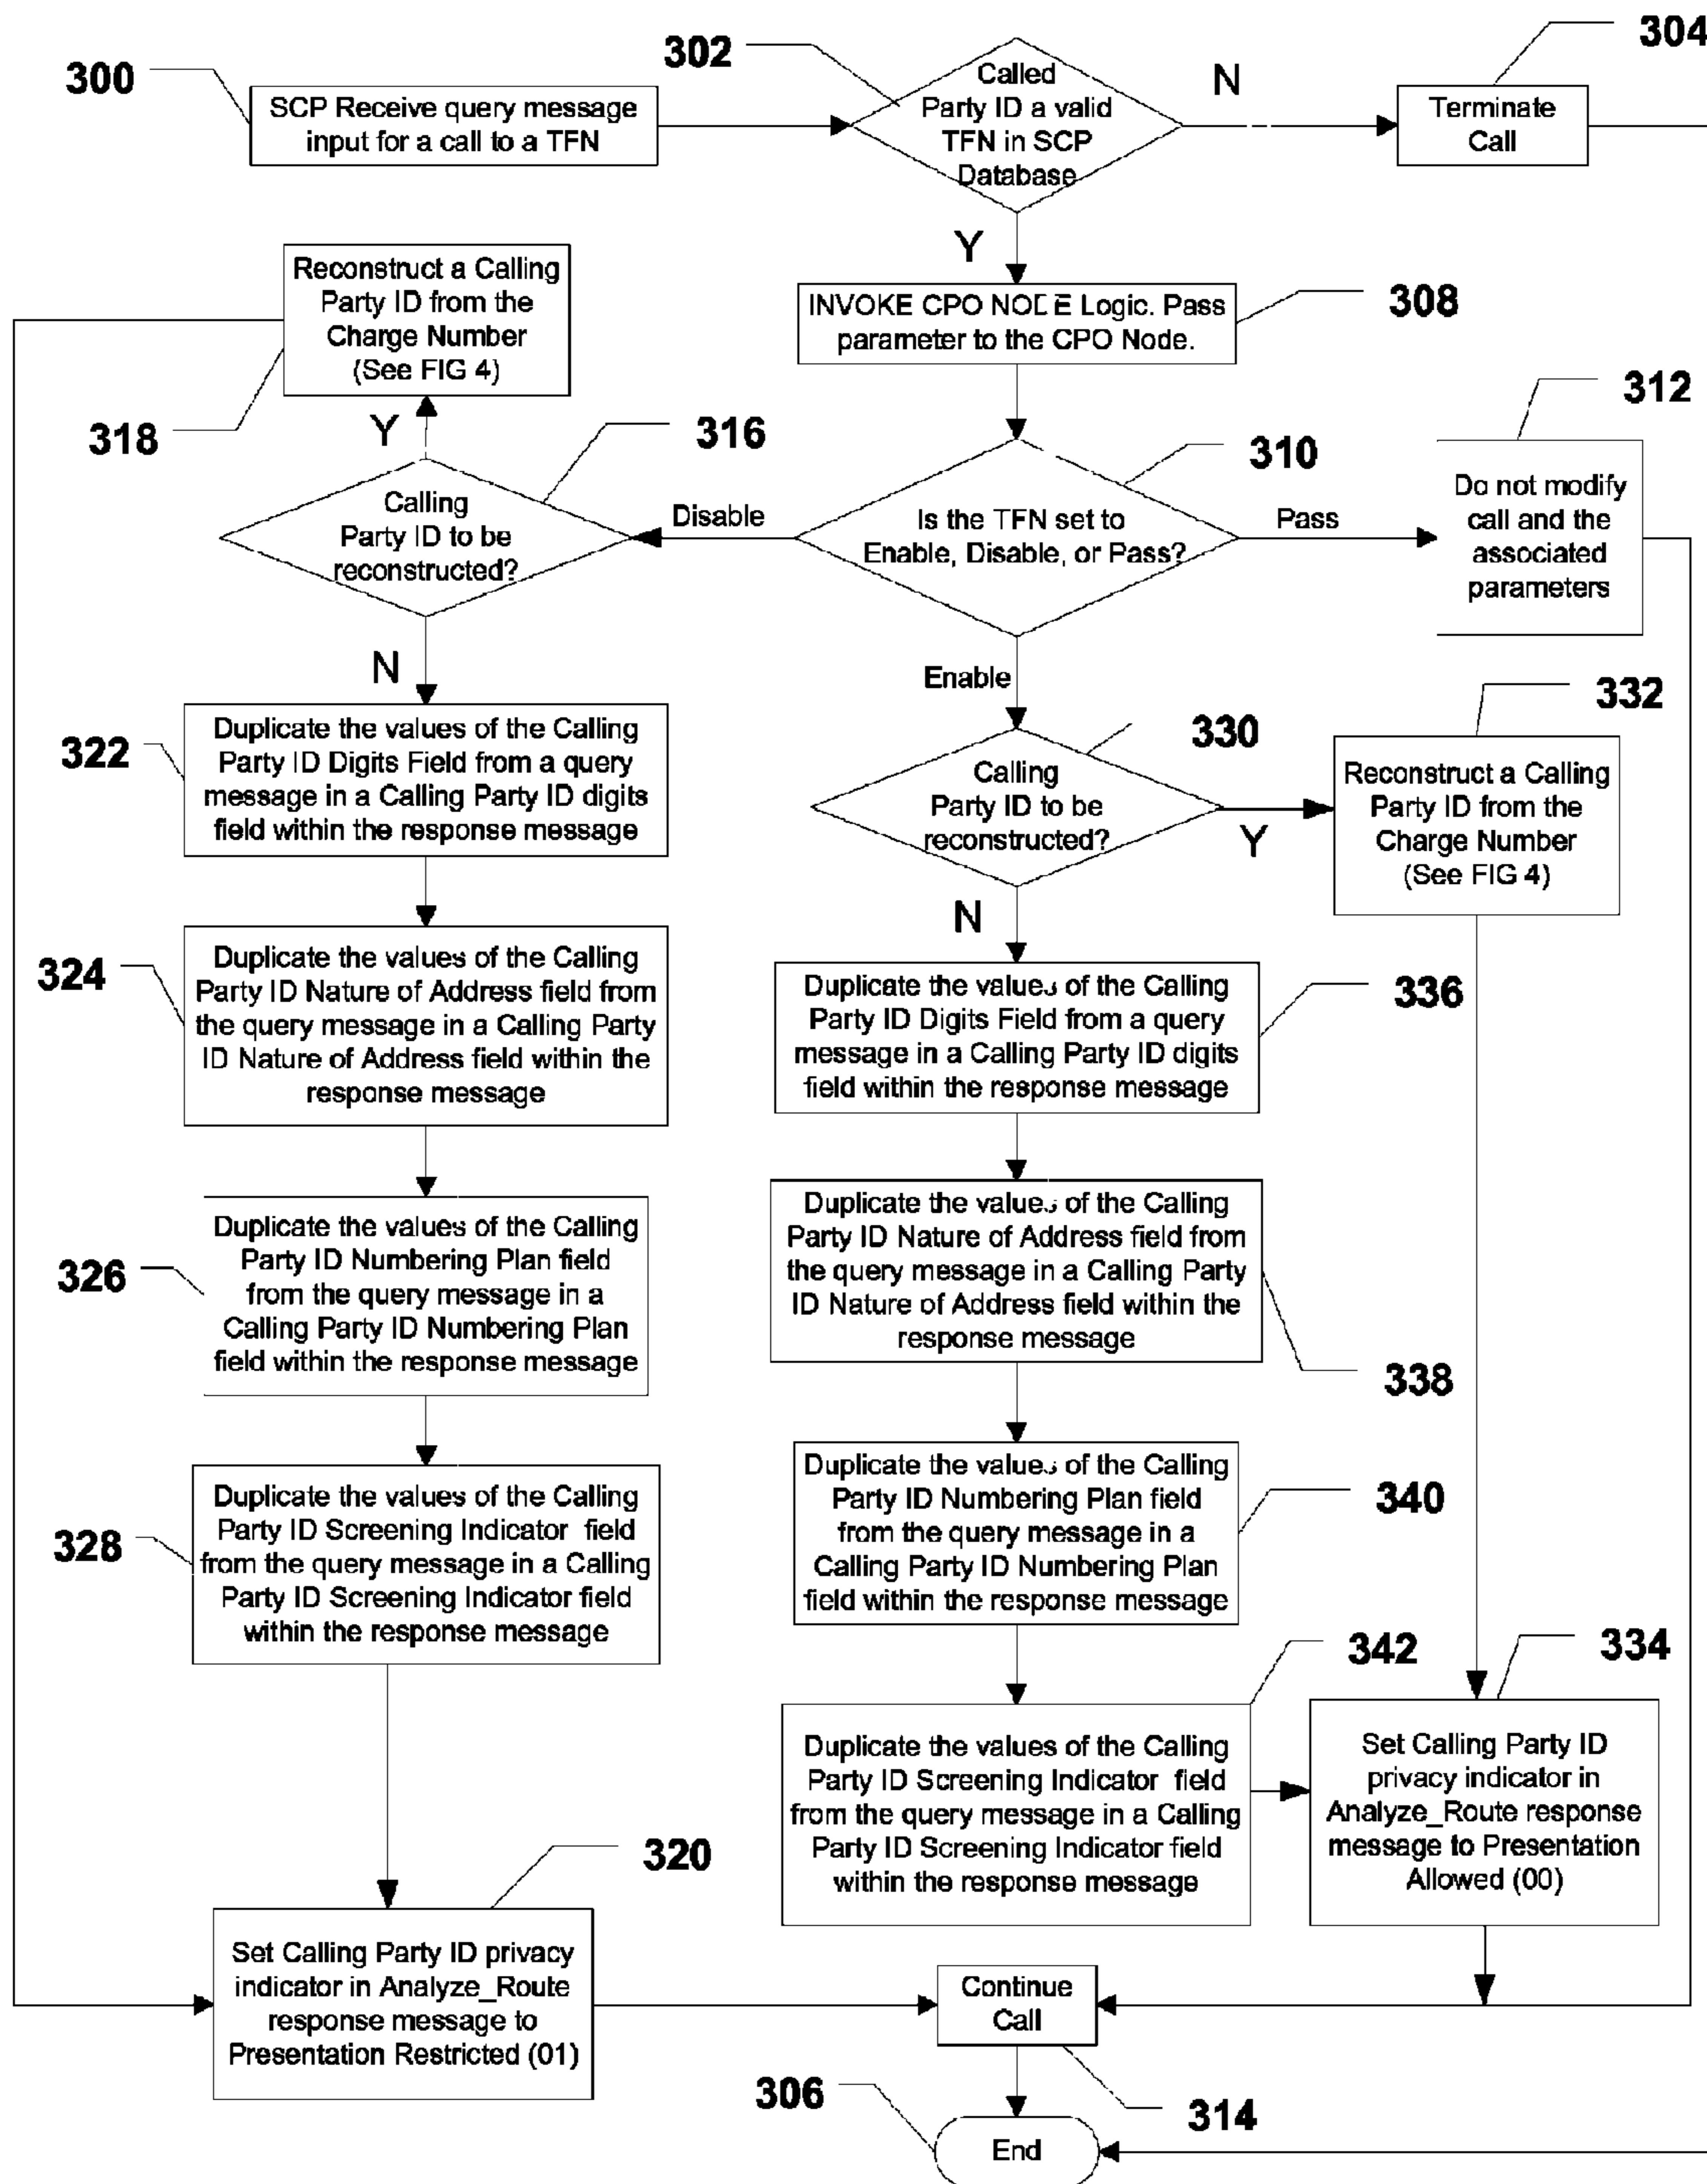 300
SCP Receive query message
input for a call to a TFN
302
Called
Party ID a valid
TFN in SCP
Database
N
304
Terminate
Call
Y
INVOKE CPO NODE Logic. Pass
parameter to the CPO Node.
308
Reconstruct a Calling
Party ID from the
Charge Number
(See FIG 4)
318
Y
316
Calling
Party ID to be
reconstructed?
Disable
310
Is the TFN set to
Enable, Disable, or Pass?
Pass
312
Do not modify
call and the
associated
parameters
N
Enable
322
Duplicate the values of the Calling
Party ID Digits Field from a query
message in a Calling Party ID digits
field within the response message
330
Calling
Party ID to be
reconstructed?
Y
332
Reconstruct a Calling
Party ID from the
Charge Number
(See FIG 4)
N
324
Duplicate the values of the Calling
Party ID Nature of Address field from
the query message in a Calling Party
ID Nature of Address field within the
response message
336
Duplicate the values of the Calling
Party ID Digits Field from a query
message in a Calling Party ID digits
field within the response message
326
Duplicate the values of the Calling
Party ID Numbering Plan field
from the query message in a
Calling Party ID Numbering Plan
field within the response message
Duplicate the values of the Calling
Party ID Nature of Address field from
the query message in a Calling Party
ID Nature of Address field within the
response message
338
328
Duplicate the values of the Calling
Party ID Screening Indicator field
from the query message in a Calling
Party ID Screening Indicator field
within the response message
Duplicate the values of the Calling
Party ID Numbering Plan field
from the query message in a
Calling Party ID Numbering Plan
field within the response message
340
342
Duplicate the values of the Calling
Party ID Screening Indicator field
from the query message in a Calling
Party ID Screening Indicator field
within the response message
334
Set Calling Party ID
privacy indicator in
Analyze_Route response
message to Presentation
Allowed (00)
320
Set Calling Party ID privacy
indicator in Analyze_Route
response message to
Presentation Restricted (01)
Continue
Call
314
306
End